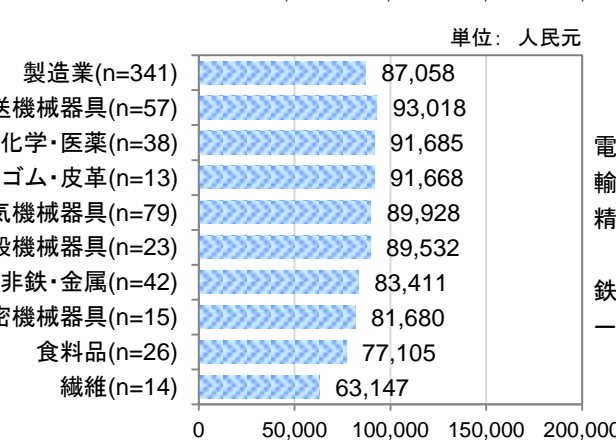 単位： 人民元
製造業(n=341) 87,058
送機械器具(n=57) 93,018
化学・医薬(n=38) 91,685
ゴム・皮革(n=13) 91,668
気機械器具(n=79) 89,928
般機械器具(n=23) 89,532
非鉄・金属(n=42) 83,411
密機械器具(n=15) 81,680
食料品(n=26) 77,105
繊維(n=14) 63,147
0 50,000 100,000 150,000 200,000
電
輸
精
鉄
一